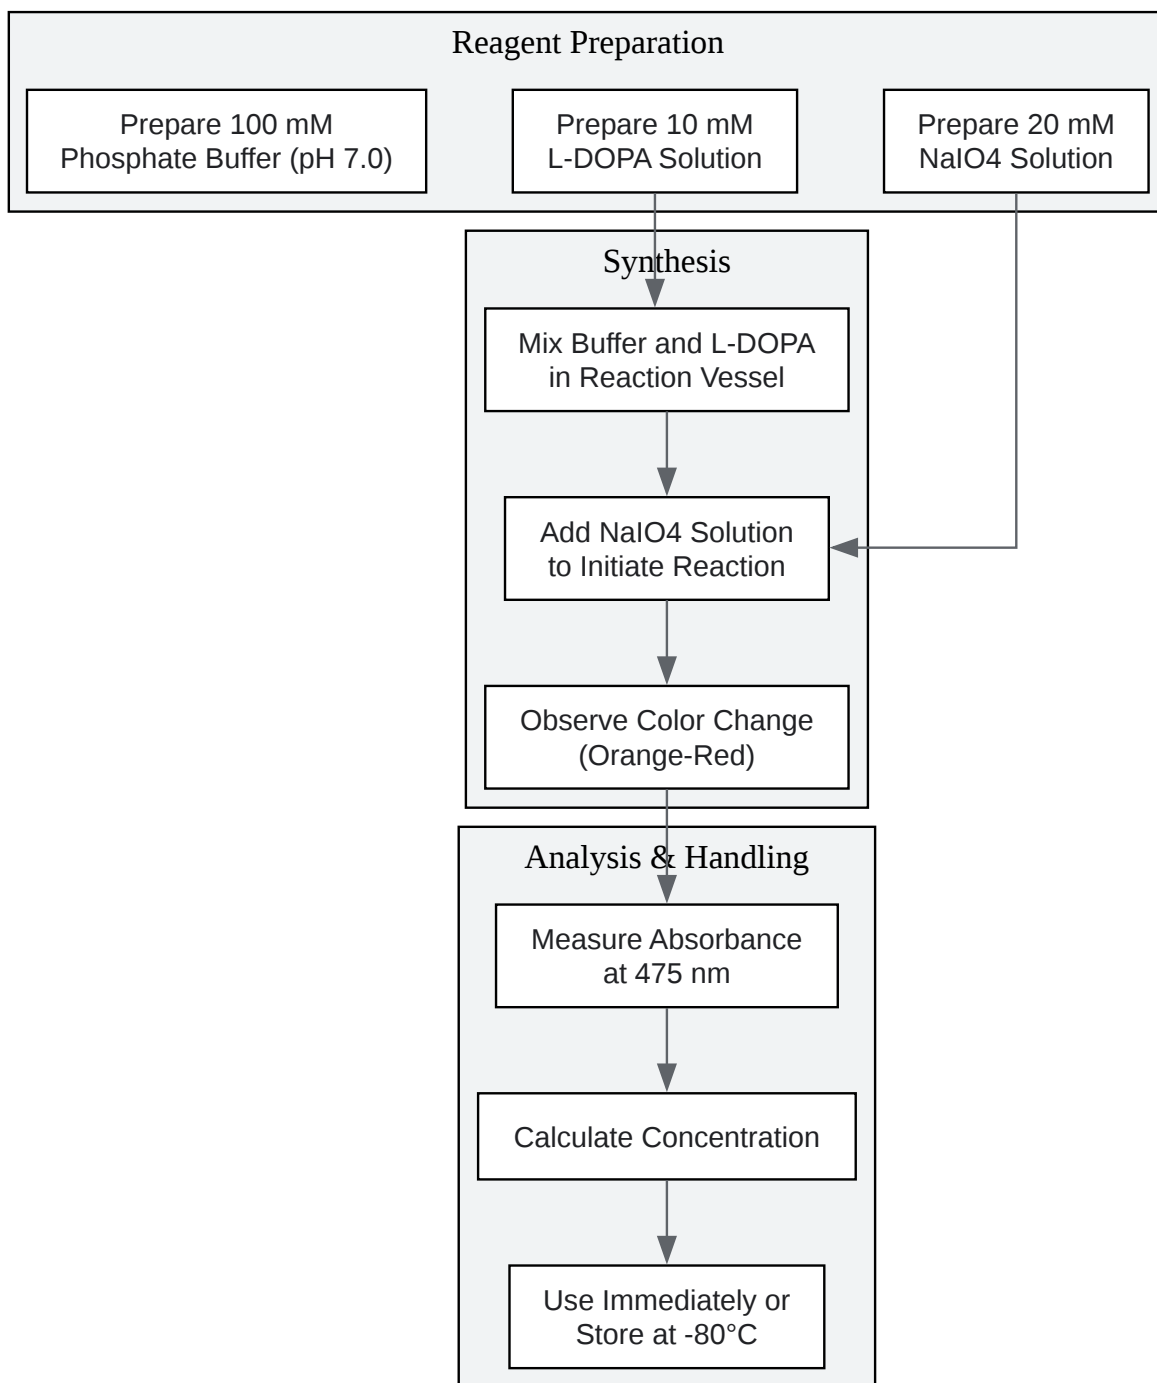 Reagent Preparation
Prepare 100 mM
Phosphate Buffer (pH 7.0)
Prepare 10 mM
L-DOPA Solution
Prepare 20 mM
NaIO4 Solution
Synthesis
Mix Buffer and L-DOPA
in Reaction Vessel
Add NaIO4 Solution
to Initiate Reaction
Observe Color Change
(Orange-Red)
Analysis & Handling
Measure Absorbance
at 475 nm
Calculate Concentration
Use Immediately or
Store at -80°C